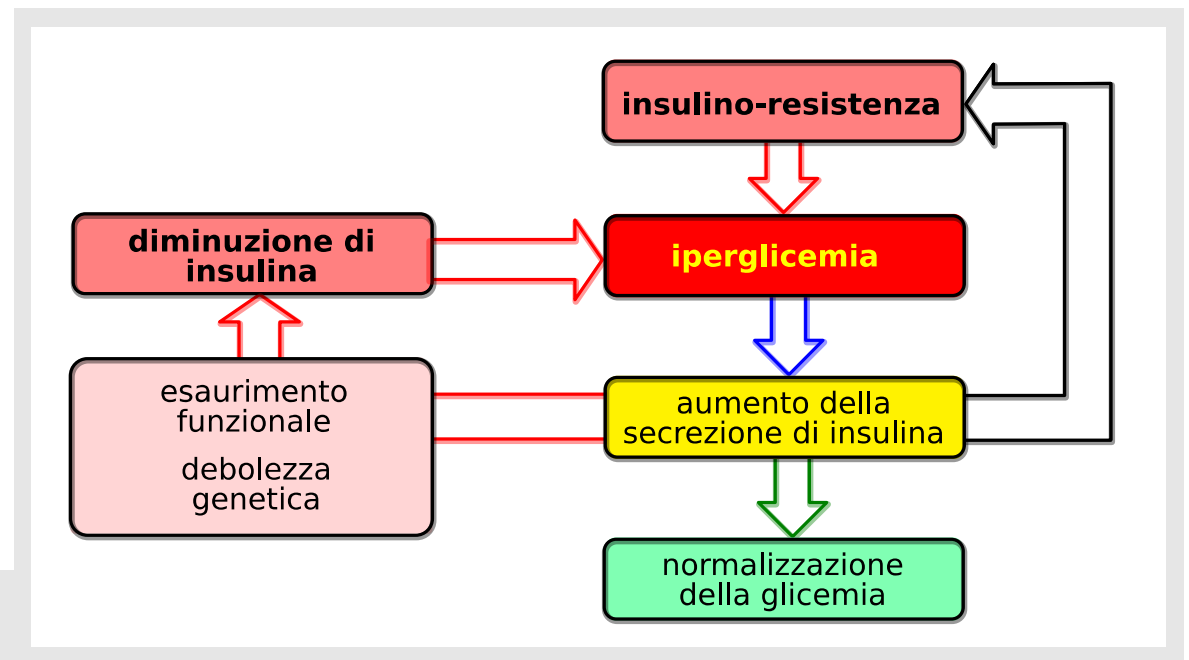 insulino-resistenza
diminuzione di
insulina
iperglicemia
esaurimento
funzionale
debolezza
genetica
aumento della
secrezione di insulina
normalizzazione
della glicemia